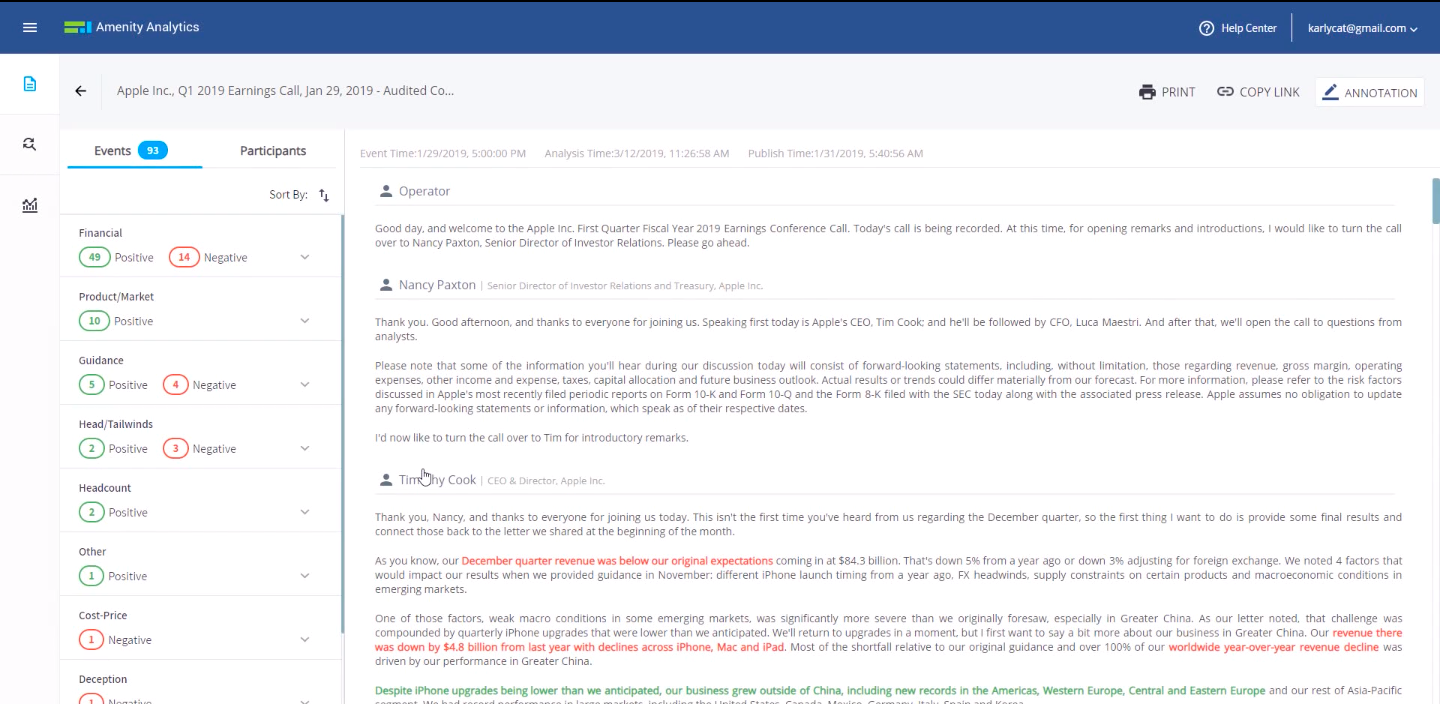 Amenity Analytics
Help Center
karlycat@gmail.com
Apple Inc., Q1 2019 Earnings Call, Jan 29, 2019 - Audited Co...
PRINT
COPY LINK
ANNOTATION
Events 93
Participants
Sort By:
Financial
49 Positive 14 Negative
Product/Market
10 Positive
Guidance
5 Positive 4 Negative
Head/Tailwinds
2 Positive 3 Negative
Headcount
2 Positive
Other
1 Positive
Cost-Price
1 Negative
Deception
1 Negative
Event Time:1/29/2019, 5:00:00 PM Analysis Time:3/12/2019, 11:26:58 AM Publish Time:1/31/2019, 5:40:56 AM
Operator
Good day, and welcome to the Apple Inc. First Quarter Fiscal Year 2019 Earnings Conference Call. Today's call is being recorded. At this time, for opening remarks and introductions, I would like to turn the call
over to Nancy Paxton, Senior Director of Investor Relations. Please go ahead.
Nancy Paxton | Senior Director of Investor Relations and Treasury, Apple Inc.
Thank you. Good afternoon, and thanks to everyone for joining us. Speaking first today is Apple's CEO, Tim Cook; and he'll be followed by CFO, Luca Maestri. And after that, we'll open the call to questions from
analysts.
Please note that some of the information you'll hear during our discussion today will consist of forward-looking statements, including, without limitation, those regarding revenue, gross margin, operating
expenses, other income and expense, taxes, capital allocation and future business outlook. Actual results or trends could differ materially from our forecast. For more information, please refer to the risk factors
discussed in Apple's most recently filed periodic reports on Form 10-K and Form 10-Q and the Form 8-K filed with the SEC today along with the associated press release. Apple assumes no obligation to update
any forward-looking statements or information, which speak as of their respective dates.
I'd now like to turn the call over to Tim for introductory remarks.
Timothy Cook | CEO & Director, Apple Inc.
Thank you, Nancy, and thanks to everyone for joining us today. This isn't the first time you've heard from us regarding the December quarter, so the first thing I want to do is provide some final results and
connect those back to the letter we shared at the beginning of the month.
As you know, our December quarter revenue was below our original expectations coming in at $84.3 billion. That's down 5% from a year ago or down 3% adjusting for foreign exchange. We noted 4 factors that
would impact our results when we provided guidance in November: different iPhone launch timing from a year ago, FX headwinds, supply constraints on certain products and macroeconomic conditions in
emerging markets.
One of those factors, weak macro conditions in some emerging markets, was significantly more severe than we originally foresaw, especially in Greater China. As our letter noted, that challenge was
compounded by quarterly iPhone upgrades that were lower than we anticipated. We'll return to upgrades in a moment, but I first want to say a bit more about our business in Greater China. Our revenue there
was down by $4.8 billion from last year with declines across iPhone, Mac and iPad. Most of the shortfall relative to our original guidance and over 100% of our worldwide year-over-year revenue decline was
driven by our performance in Greater China.
Despite iPhone upgrades being lower than we anticipated, our business grew outside of China, including new records in the Americas, Western Europe, Central and Eastern Europe and our rest of Asia-Pacific
segment. We had record performance in large markets, including the United States, Canada, Mexico, Germany, Italy, Spain and Korea.